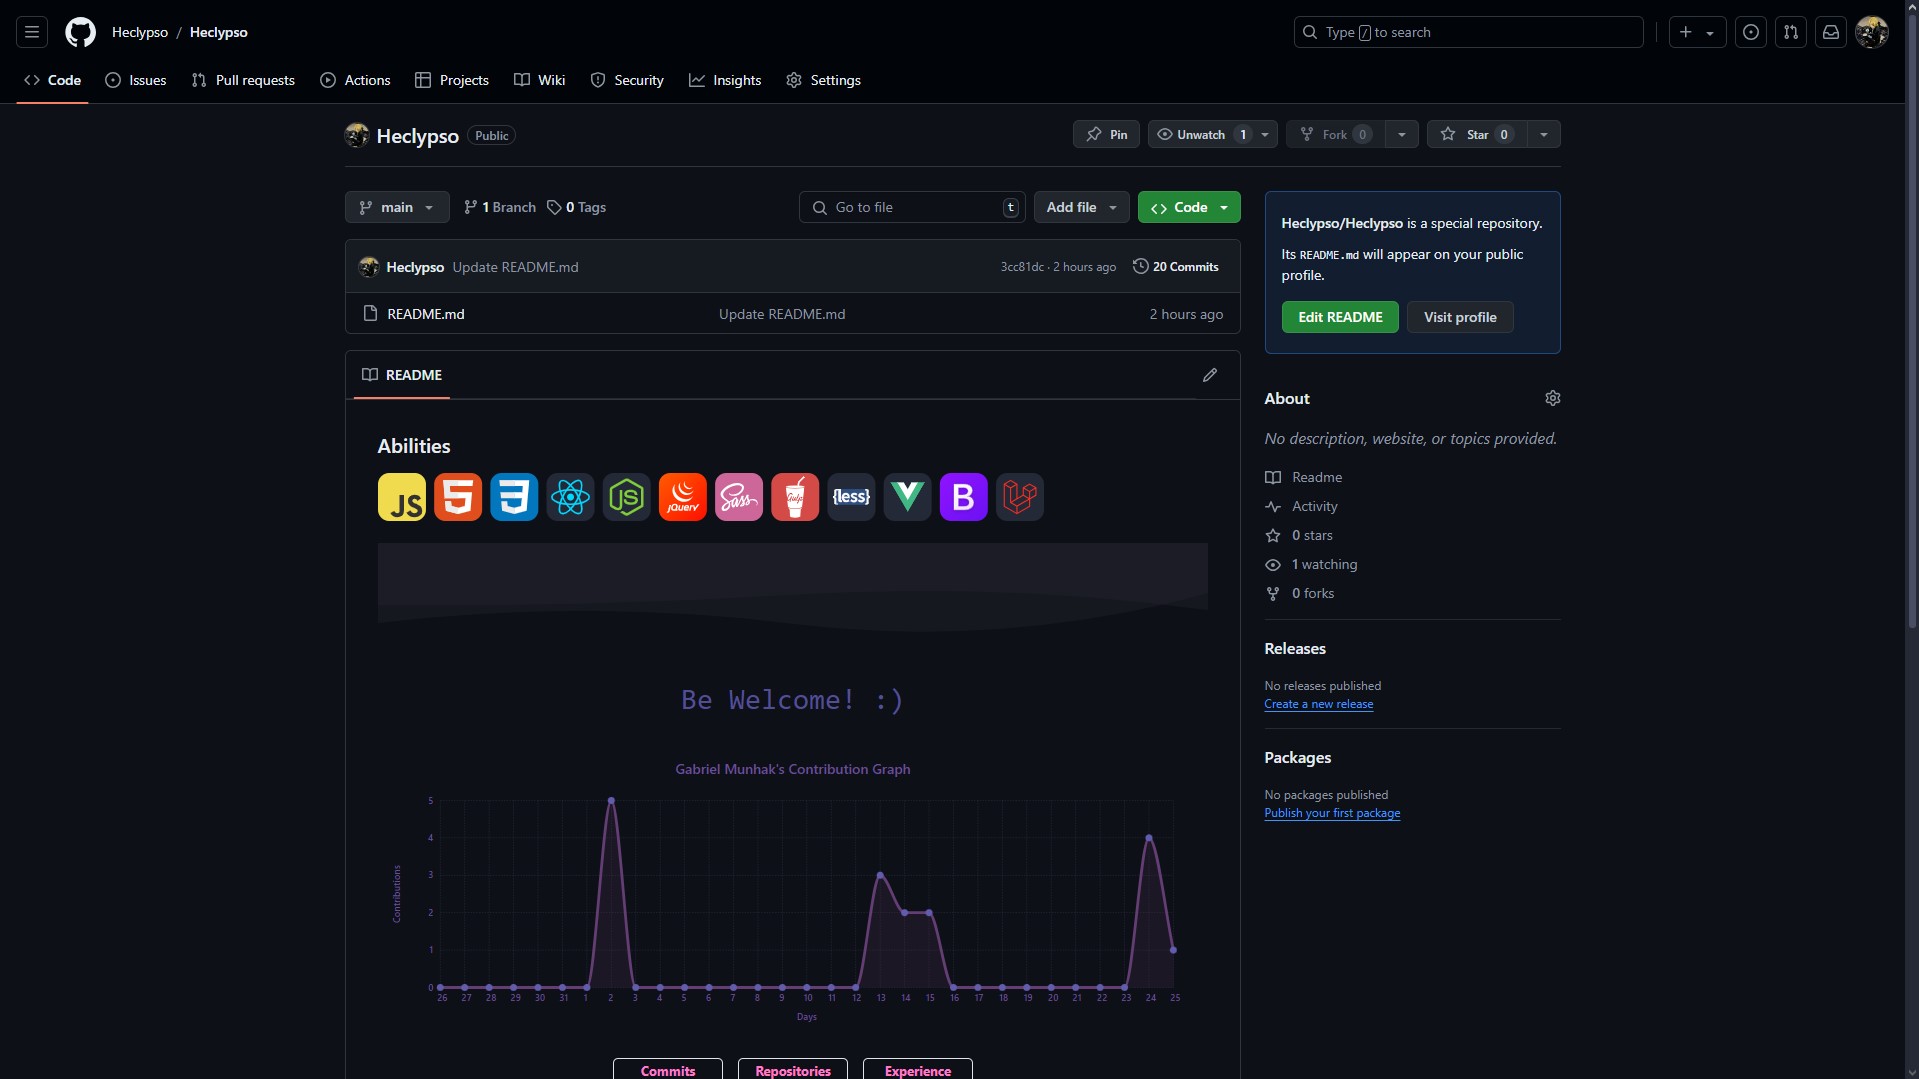 Heclypso / Heclypso
Type / to search
Code Issues Pull requests Actions Projects Wiki Security Insights Settings
Heclypso Public
Pin Unwatch 1 Fork 0 Star 0
main 1 Branch 0 Tags
Go to file t Add file Code
Heclypso Update README.md 3cc81dc · 2 hours ago 20 Commits
README.md Update README.md 2 hours ago
README
Abilities
JS 5 3 JS jQuery Sass Gulp {less} B
Be Welcome! :)
Gabriel Munhak's Contribution Graph
5
4
3
2
1
0
Contributions
26 27 28 29 30 31 1 2 3 4 5 6 7 8 9 10 11 12 13 14 15 16 17 18 19 20 21 22 23 24 25
Days
Commits Repositories Experience
Heclypso/Heclypso is a special repository.
Its README.md will appear on your public
profile.
Edit README Visit profile
About
No description, website, or topics provided.
Readme
Activity
0 stars
1 watching
0 forks
Releases
No releases published
Create a new release
Packages
No packages published
Publish your first package